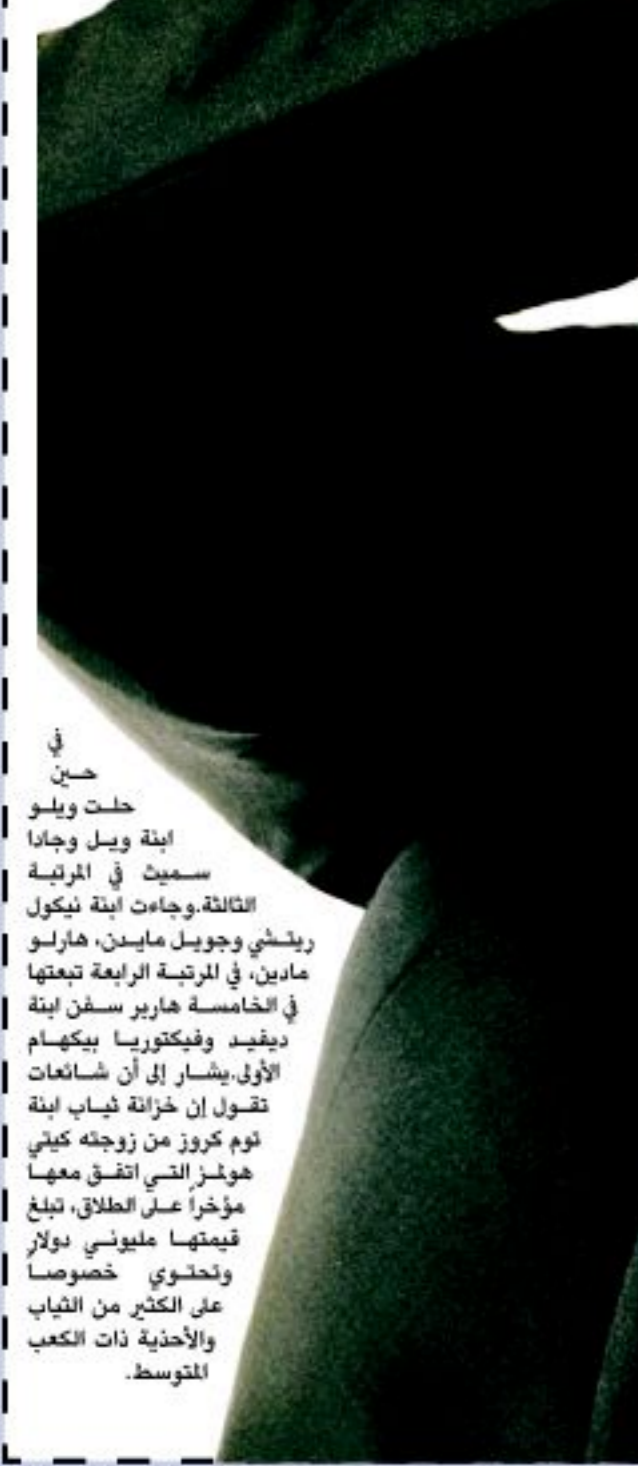 في
حين
حلت ويلو
ابنة ويل وجادا
سميث في المرتبة
الثالثة.وجاءت ابنة نيكول
ريتشي وجويل مايدن، هارلو
مادين، في المرتبة الرابعة تبعتها
في الخامسة هاربر سفن ابنة
ديفيد وفيكتوريا بيكهام
الأولى.يشار إلى أن شائعات
تقول إن خزانة ثياب ابنة
توم كروز من زوجته كيتي
هولمز التي اتفق معها
مؤخراً على الطلاق، تبلغ
قيمتها مليوني دولار
وتحتوي خصوصاً
على الكثير من الثياب
والأحذية ذات الكعب
المتوسط.